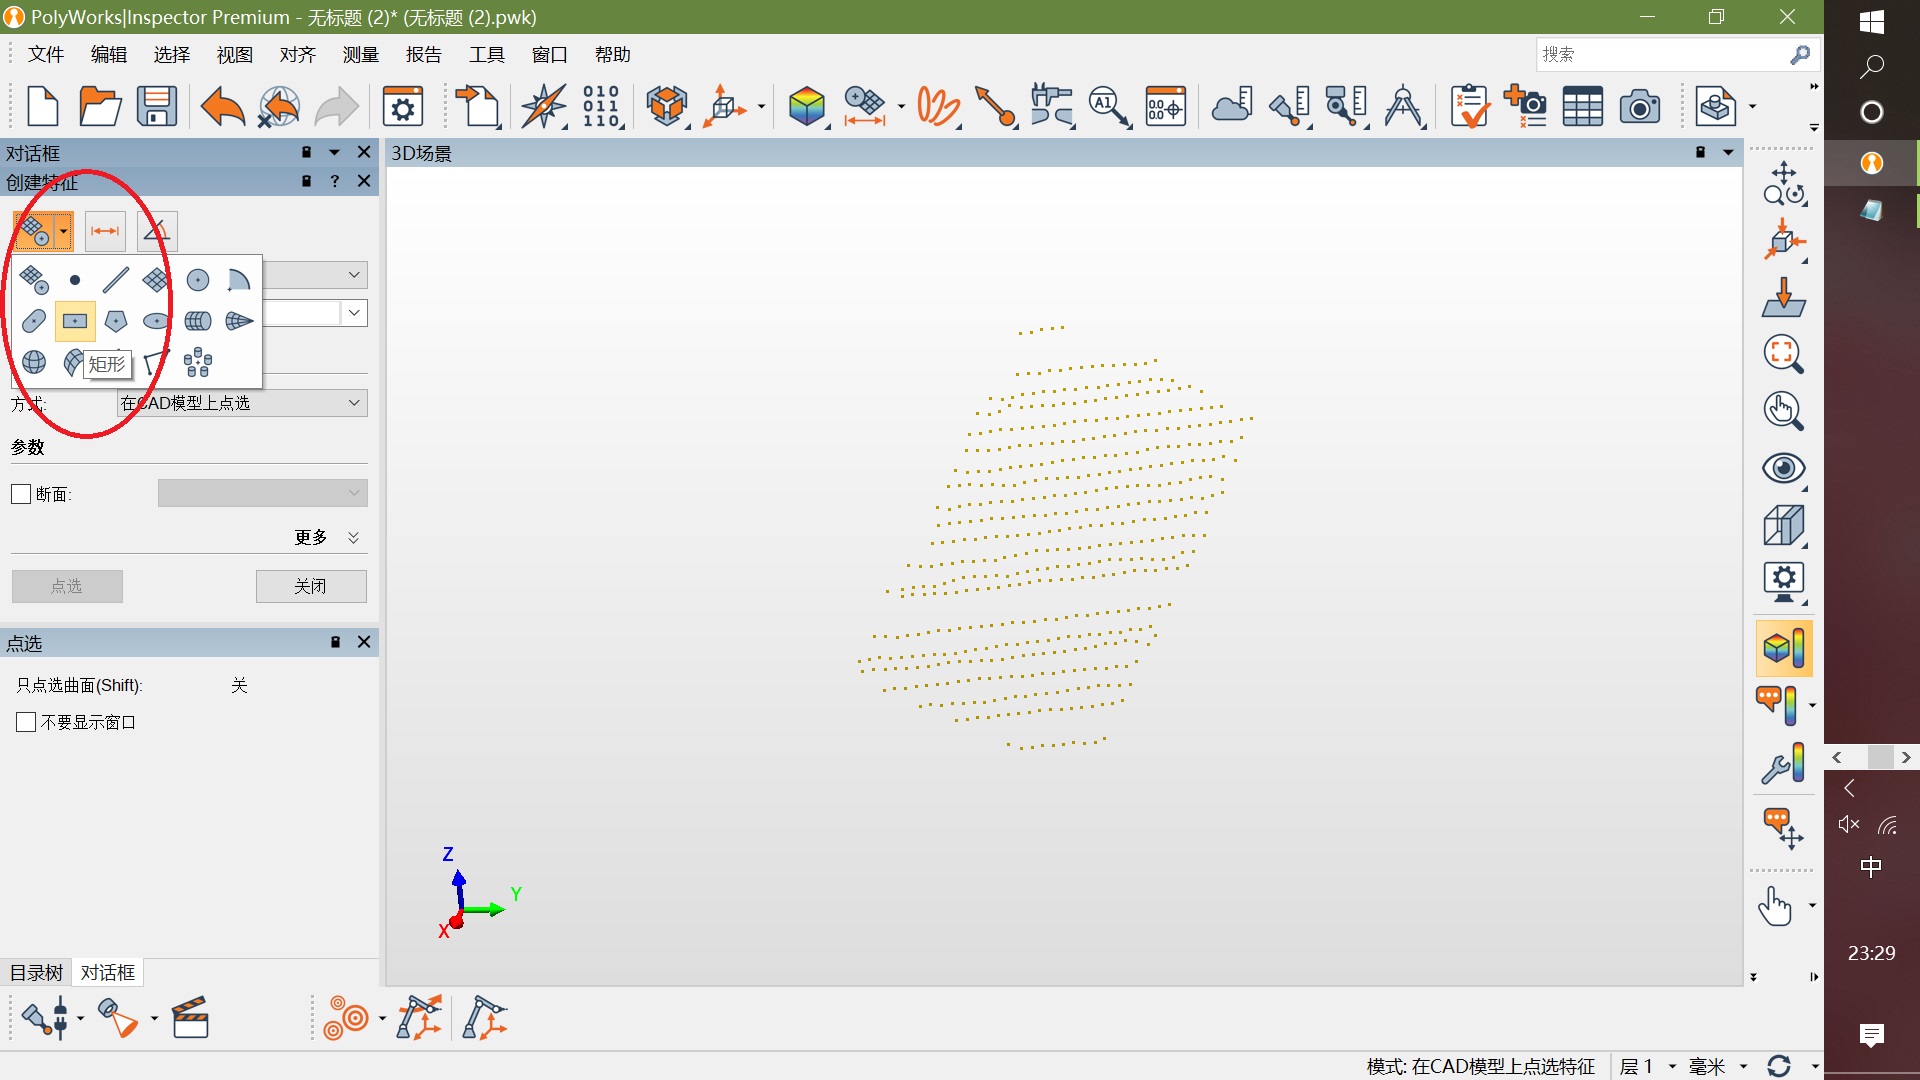 PolyWorks|Inspector Premium - 无标题 (2)* (无标题 (2).pwk)
文件 编辑 选择 视图 对齐 测量 报告 工具 窗口 帮助
搜索
010
011
110
A1
0.0
0.0
对话框
3D场景
创建特征
矩形
方式: 在CAD模型上点选
参数
断面:
更多
点选 关闭
点选
只点选曲面(Shift): 关
不要显示窗口
Z
Y
X
中
23:29
目录树 对话框
模式: 在CAD模型上点选特征 层 1 毫米